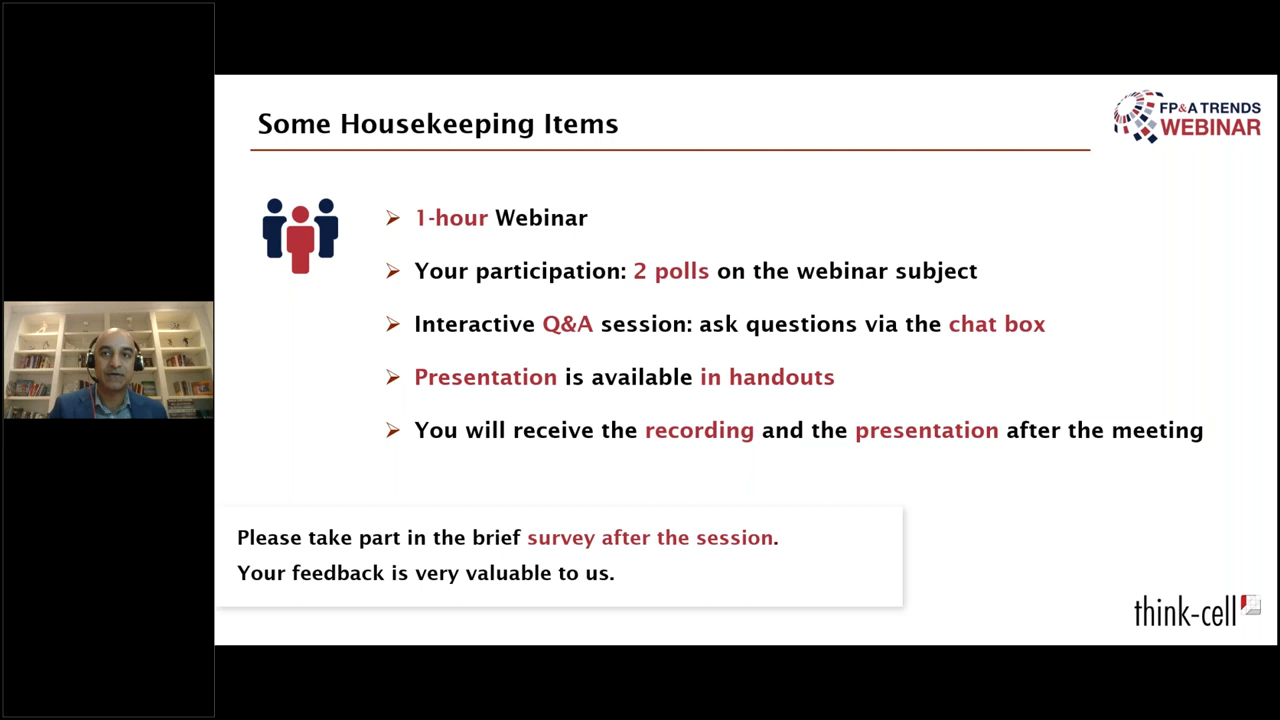 Some Housekeeping Items
FP&A TRENDS
WEBINAR
1-hour Webinar
Your participation: 2 polls on the webinar subject
Interactive Q&A session: ask questions via the chat box
Presentation is available in handouts
You will receive the recording and the presentation after the meeting
Please take part in the brief survey after the session.
Your feedback is very valuable to us.
think-cell